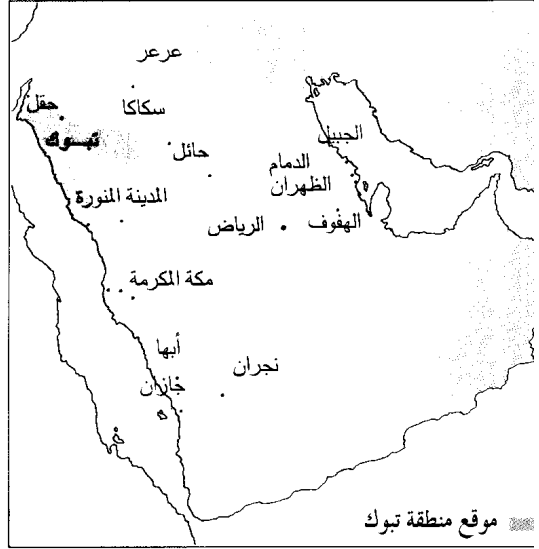 عرعر
سكاكا
حقل
تبوك
حائل
الجبيل
الدمام
الظهران
المدينة المنورة
الهفوف
الرياض
مكة المكرمة
أبها
نجران
جازان
موقع منطقة تبوك